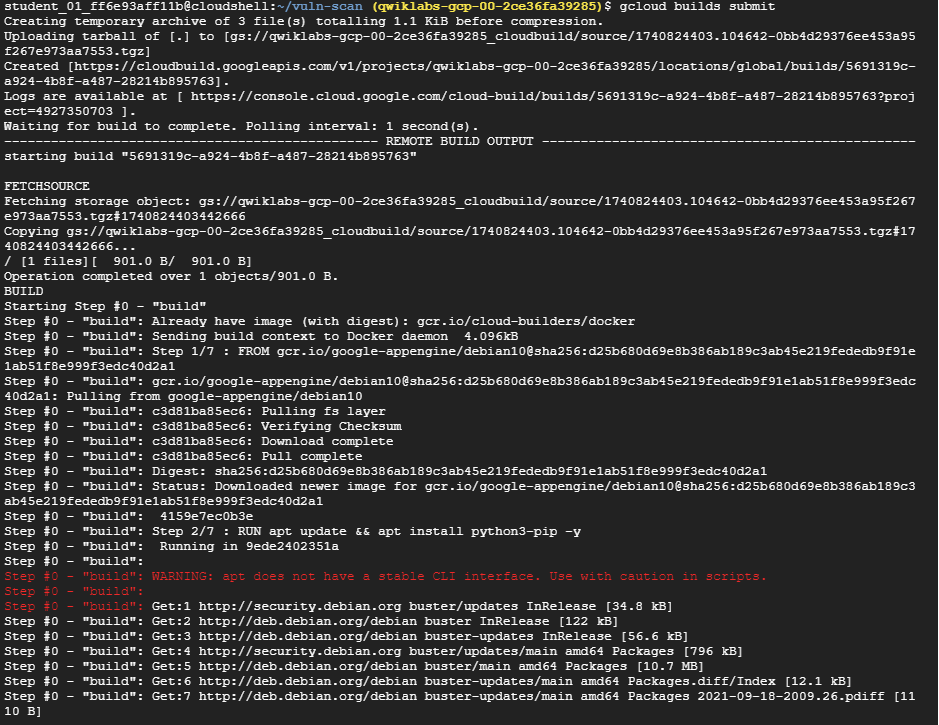 student_01_ff6e93aff11b@cloudshell:~/vuln-scan (qwiklabs-gcp-00-2ce36fa39285)$ gcloud builds submit
Creating temporary archive of 3 file(s) totalling 1.1 KiB before compression.
Uploading tarball of [.] to [gs://qwiklabs-gcp-00-2ce36fa39285_cloudbuild/source/1740824403.104642-0bb4d29376ee453a95
f267e973aa7553.tgz]
Created [https://cloudbuild.googleapis.com/v1/projects/qwiklabs-gcp-00-2ce36fa39285/locations/global/builds/5691319c-
a924-4b8f-a487-28214b895763].
Logs are available at [ https://console.cloud.google.com/cloud-build/builds/5691319c-a924-4b8f-a487-28214b895763?proj
ect=4927350703 ].
Waiting for build to complete. Polling interval: 1 second(s).
------------------------------------------------ REMOTE BUILD OUTPUT ------------------------------------------------
starting build "5691319c-a924-4b8f-a487-28214b895763"
FETCHSOURCE
Fetching storage object: gs://qwiklabs-gcp-00-2ce36fa39285_cloudbuild/source/1740824403.104642-0bb4d29376ee453a95f267
e973aa7553.tgz#1740824403442666
Copying gs://qwiklabs-gcp-00-2ce36fa39285_cloudbuild/source/1740824403.104642-0bb4d29376ee453a95f267e973aa7553.tgz#17
40824403442666...
/ [1 files][  901.0 B/  901.0 B]
Operation completed over 1 objects/901.0 B.
BUILD
Starting Step #0 - "build"
Step #0 - "build": Already have image (with digest): gcr.io/cloud-builders/docker
Step #0 - "build": Sending build context to Docker daemon  4.096kB
Step #0 - "build": Step 1/7 : FROM gcr.io/google-appengine/debian10@sha256:d25b680d69e8b386ab189c3ab45e219fededb9f91e
1ab51f8e999f3edc40d2a1
Step #0 - "build": gcr.io/google-appengine/debian10@sha256:d25b680d69e8b386ab189c3ab45e219fededb9f91e1ab51f8e999f3edc
40d2a1: Pulling from google-appengine/debian10
Step #0 - "build": c3d81ba85ec6: Pulling fs layer
Step #0 - "build": c3d81ba85ec6: Verifying Checksum
Step #0 - "build": c3d81ba85ec6: Download complete
Step #0 - "build": c3d81ba85ec6: Pull complete
Step #0 - "build": Digest: sha256:d25b680d69e8b386ab189c3ab45e219fededb9f91e1ab51f8e999f3edc40d2a1
Step #0 - "build": Status: Downloaded newer image for gcr.io/google-appengine/debian10@sha256:d25b680d69e8b386ab189c3
ab45e219fededb9f91e1ab51f8e999f3edc40d2a1
Step #0 - "build":  4159e7ec0b3e
Step #0 - "build": Step 2/7 : RUN apt update && apt install python3-pip -y
Step #0 - "build":  Running in 9ede2402351a
Step #0 - "build":
Step #0 - "build": WARNING: apt does not have a stable CLI interface. Use with caution in scripts.
Step #0 - "build":
Step #0 - "build": Get:1 http://security.debian.org buster/updates InRelease [34.8 kB]
Step #0 - "build": Get:2 http://deb.debian.org/debian buster InRelease [122 kB]
Step #0 - "build": Get:3 http://deb.debian.org/debian buster-updates InRelease [56.6 kB]
Step #0 - "build": Get:4 http://security.debian.org buster/updates/main amd64 Packages [796 kB]
Step #0 - "build": Get:5 http://deb.debian.org/debian buster/main amd64 Packages [10.7 MB]
Step #0 - "build": Get:6 http://deb.debian.org/debian buster-updates/main amd64 Packages.diff/Index [12.1 kB]
Step #0 - "build": Get:7 http://deb.debian.org/debian buster-updates/main amd64 Packages 2021-09-18-2009.26.pdiff [11
10 B]